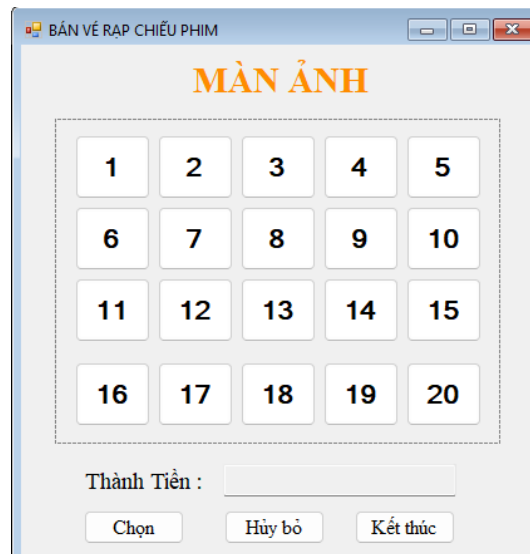 BÁN VÉ RẠP CHIẾU PHIM
MÀN ẢNH
1 2 3 4 5
6 7 8 9 10
11 12 13 14 15
16 17 18 19 20
Thành Tiền :
Chọn Hủy bỏ Kết thúc